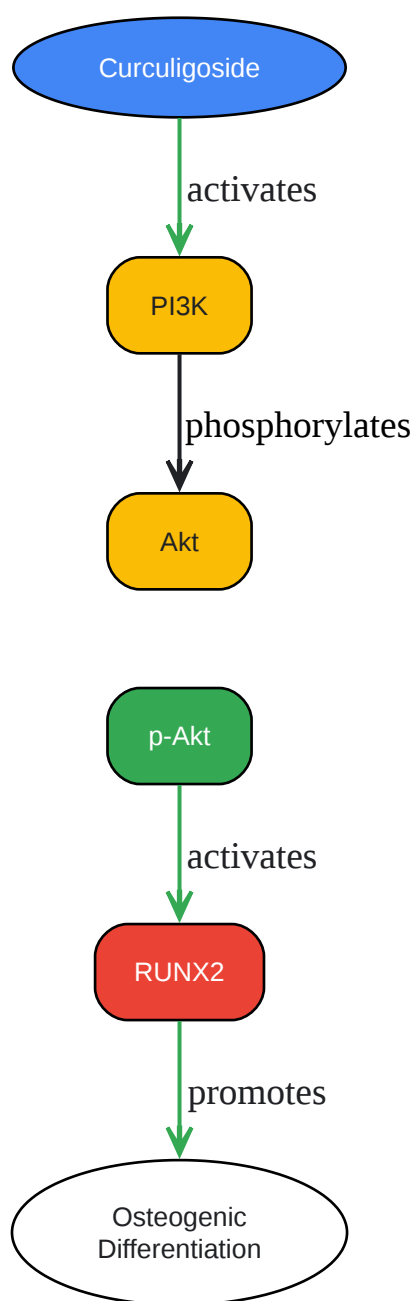 Curculigoside
activates
PI3K
phosphorylates
Akt
p-Akt
activates
RUNX2
promotes
Osteogenic
Differentiation